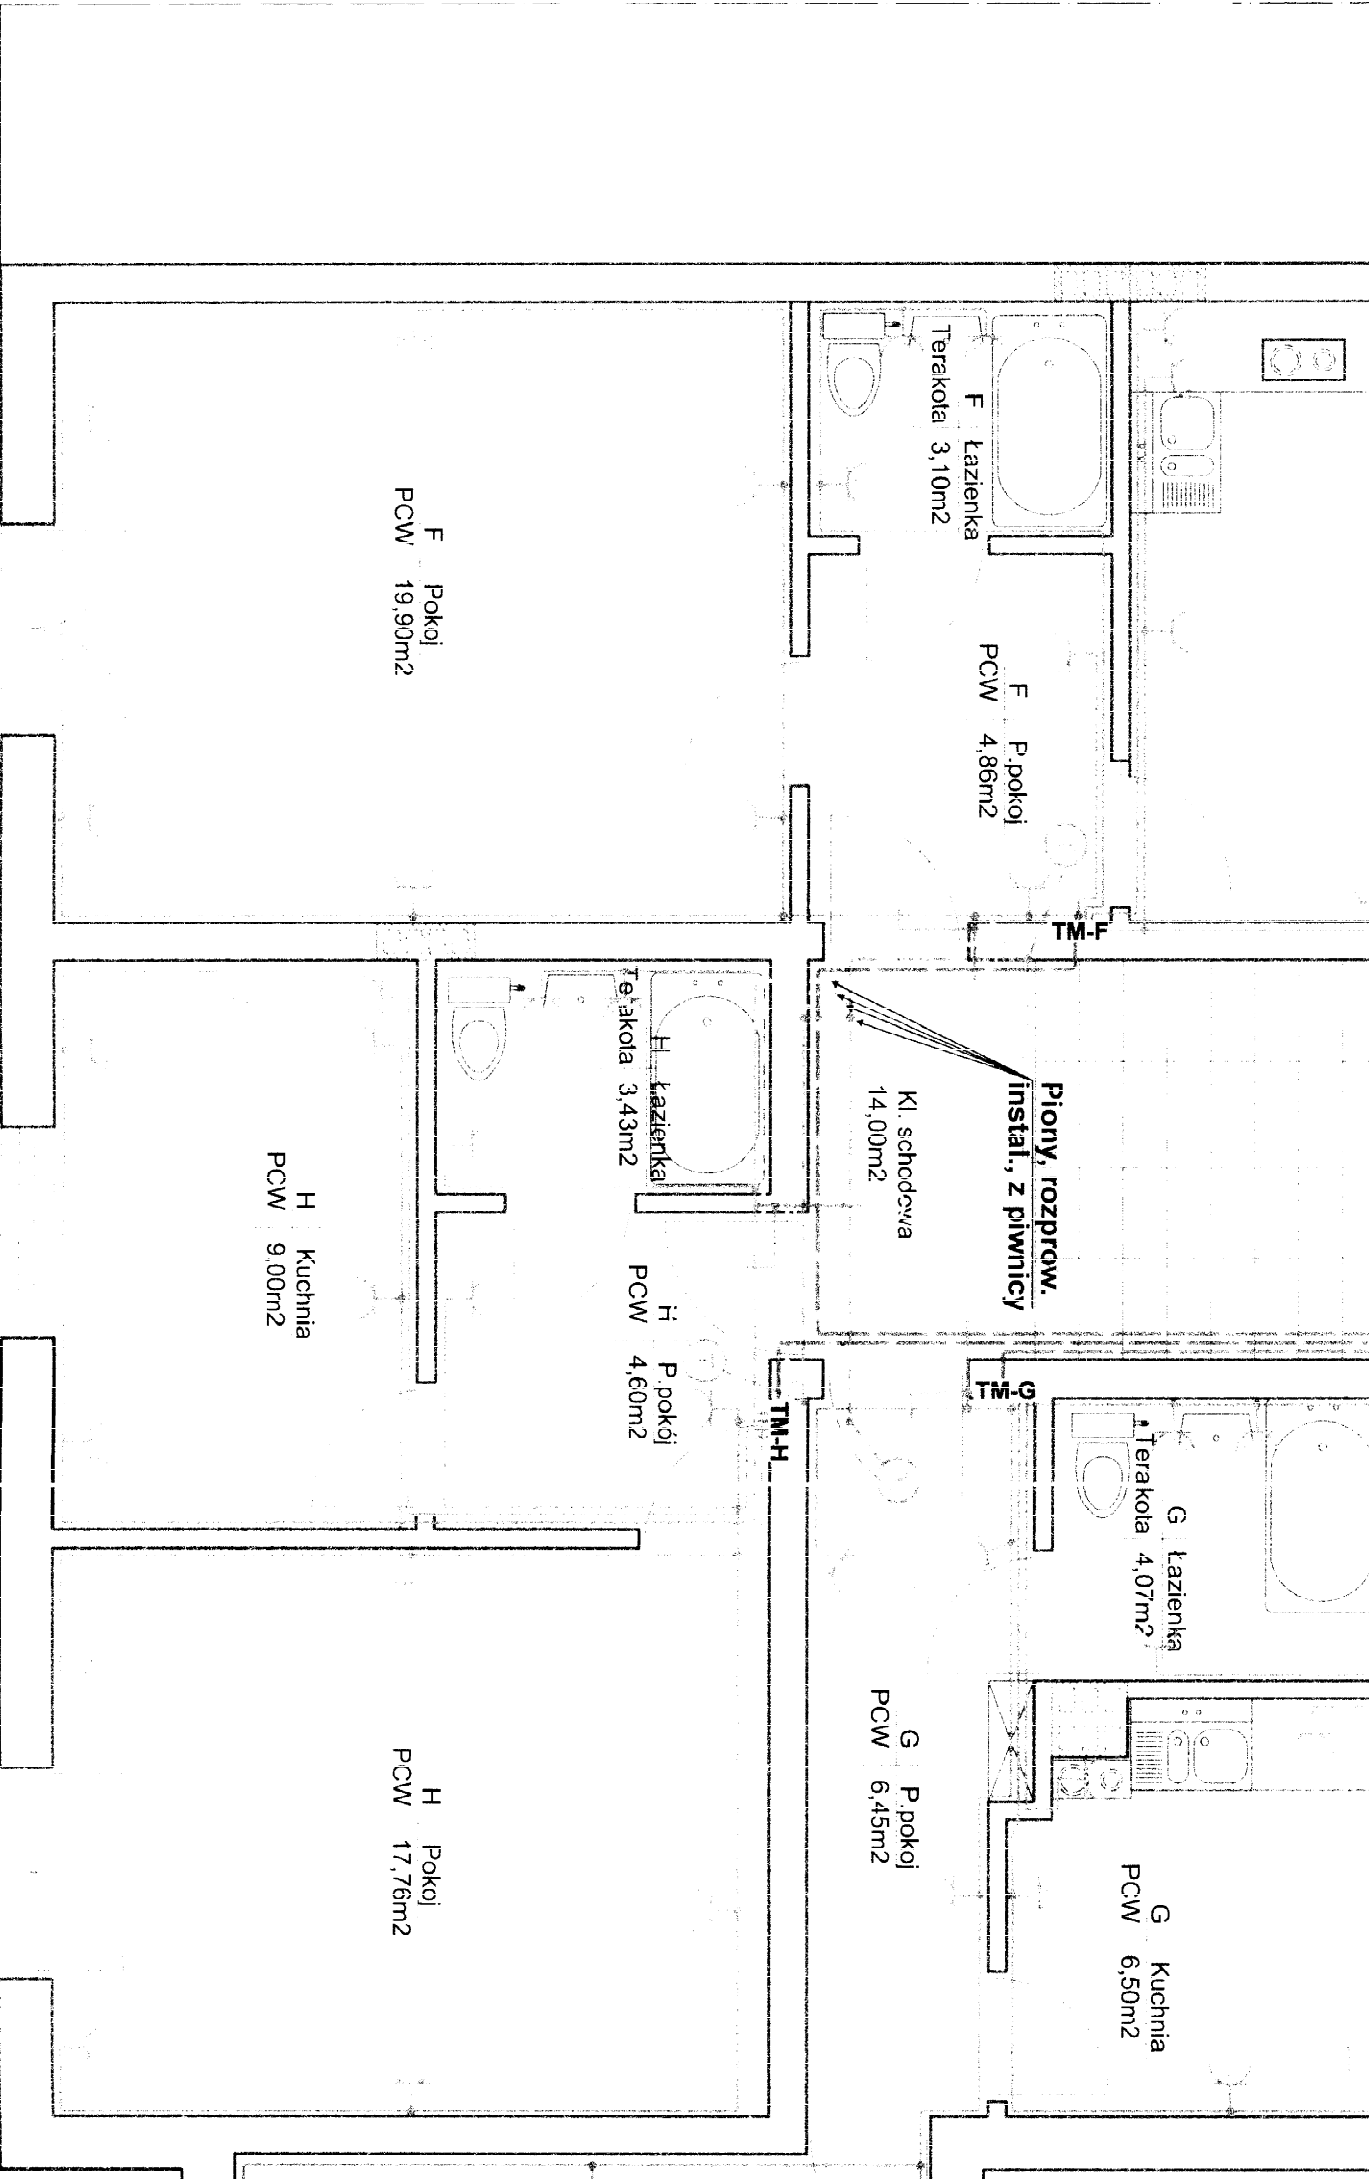 F Łazienka
Terakota 3,10m2
F Pokoj
PCW 19,90m2
F P.pokoj
PCW 4,86m2
TM-F
Piony, rozprow.
instal., z piwnicy
Kl. schodowa
14,00m2
H Łazienka
Terakota 3,43m2
H Kuchnia
PCW 9,00m2
H P.pokój
PCW 4,60m2
TM-G
TM-H
G Łazienka
Terakota 4,07m2
G P.pokoj
PCW 6,45m2
H Pokoj
PCW 17,76m2
G Kuchnia
PCW 6,50m2